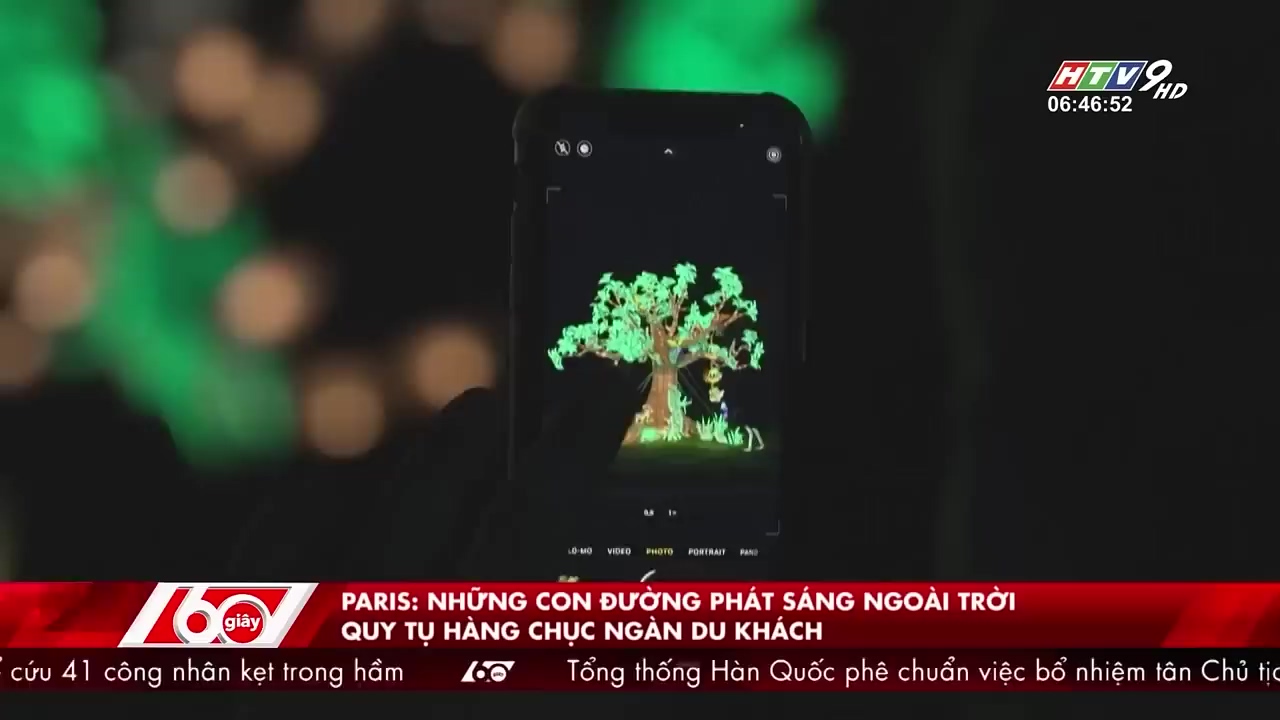 HTV9 HD
06:46:52
0,5 1×
LO-MO VIDEO PHOTO PORTRAIT PANO
60 giây
PARIS: NHỮNG CON ĐƯỜNG PHÁT SÁNG NGOÀI TRỜI
QUY TỤ HÀNG CHỤC NGÀN DU KHÁCH
cứu 41 công nhân kẹt trong hầm 60 giây Tổng thống Hàn Quốc phê chuẩn việc bổ nhiệm tân Chủ tịc